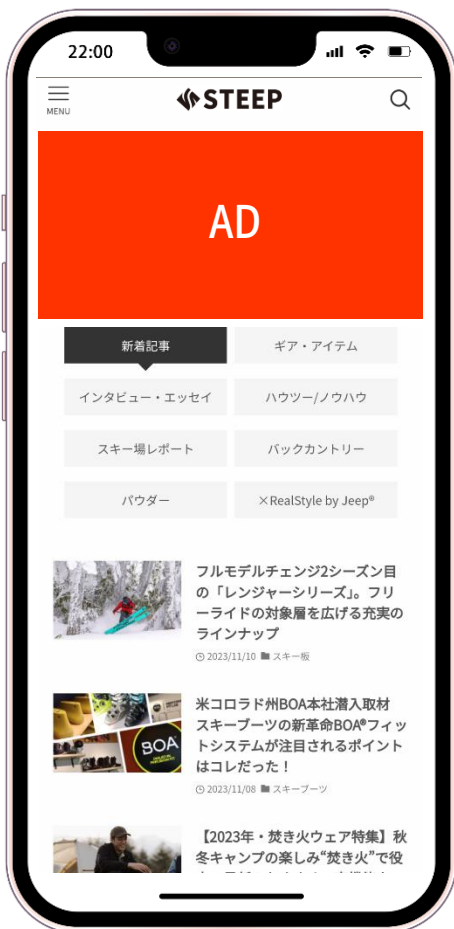 22:00
MENU
STEEP
AD
新着記事
ギア・アイテム
インタビュー・エッセイ
ハウツー/ノウハウ
スキー場レポート
バックカントリー
パウダー
×RealStyle by Jeep®
フルモデルチェンジ2シーズン目
の「レンジャーシリーズ」。フリ
ーライドの対象層を広げる充実の
ラインナップ
2023/11/10 スキー板
BOA
米コロラド州BOA本社潜入取材
スキーブーツの新革命BOA®フィッ
トシステムが注目されるポイント
はコレだった！
2023/11/08 スキーブーツ
【2023年・焚き火ウェア特集】秋
冬キャンプの楽しみ“焚き火”で役